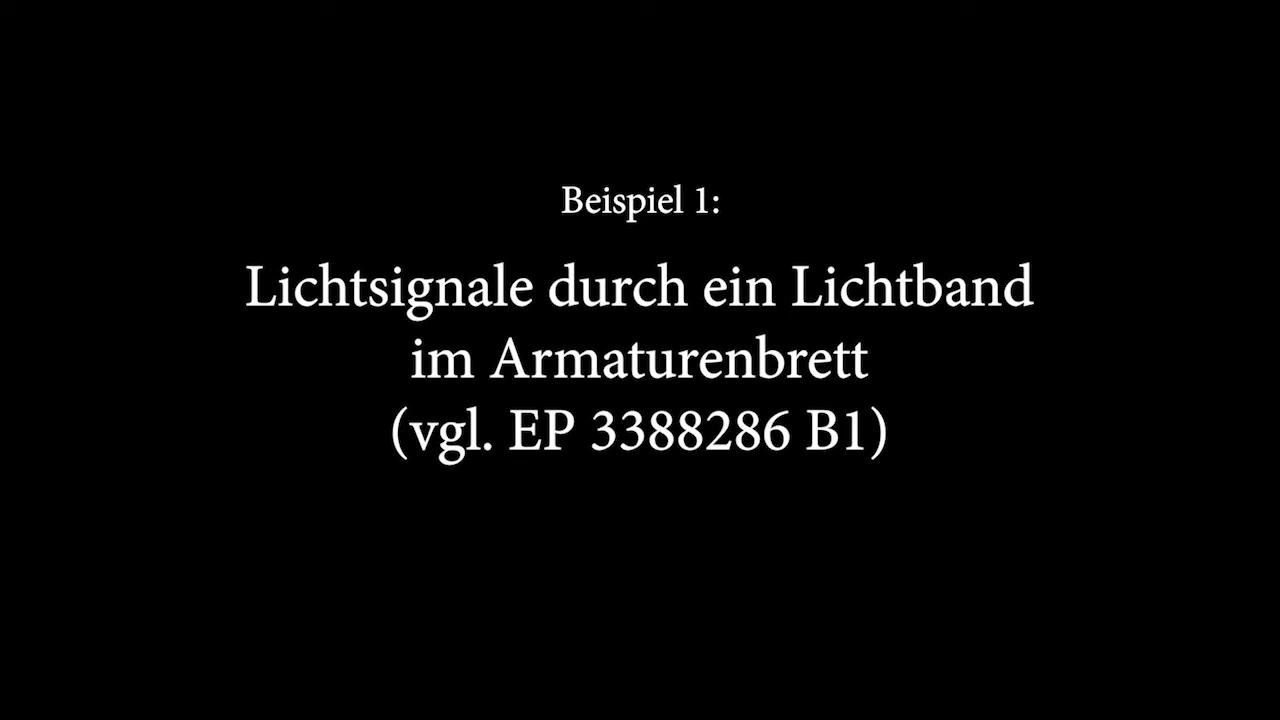 Beispiel 1:
Lichtsignale durch ein Lichtband
im Armaturenbrett
(vgl. EP 3388286 B1)